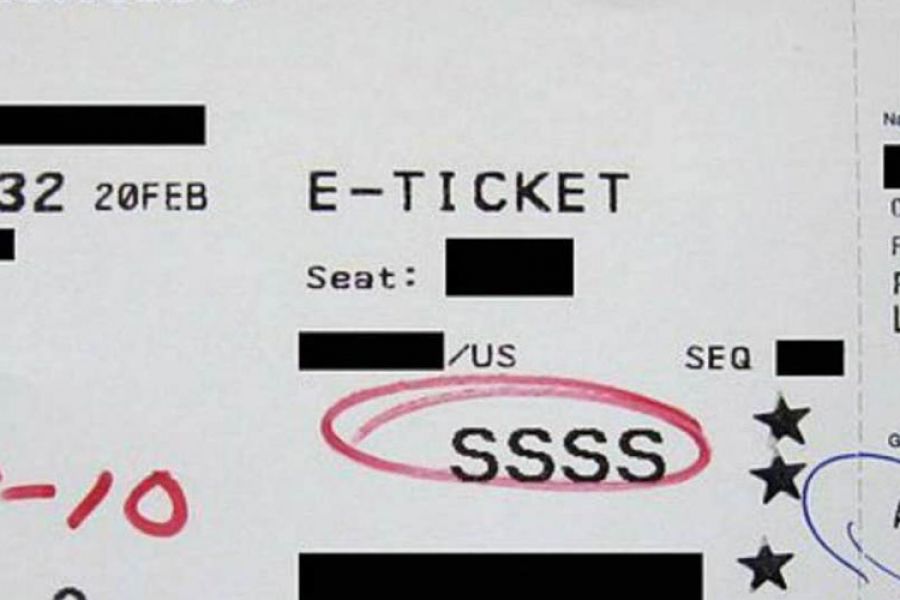 32 20FEB
E-TICKET
Seat:
/US
SEQ
SSSS
-10